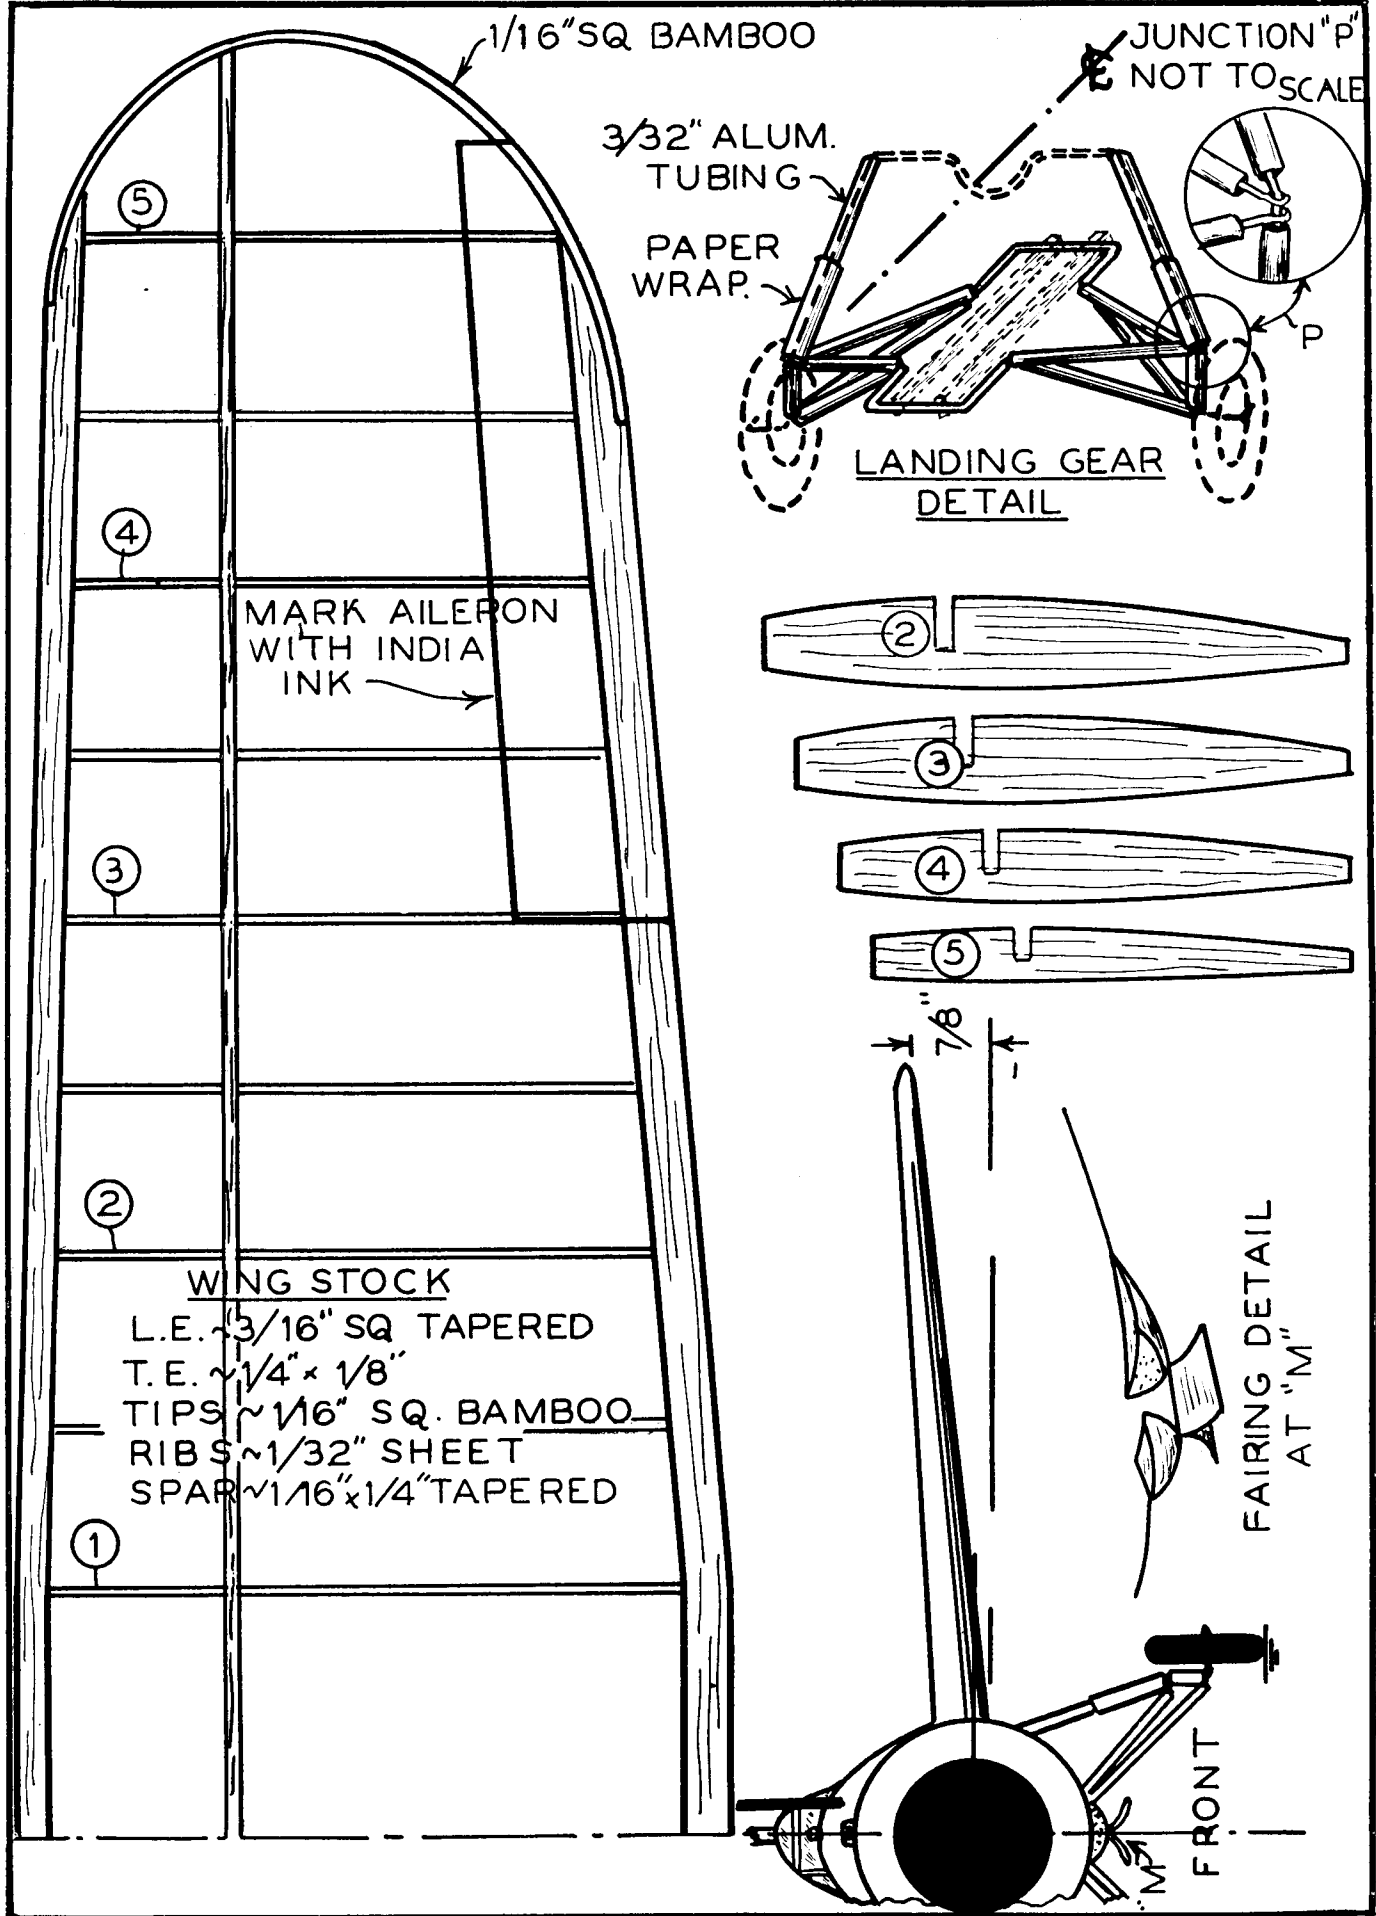 1/16"SQ BAMBOO
JUNCTION "P"
NOT TO SCALE
℄
3/32" ALUM.
TUBING
PAPER
WRAP.
P
LANDING GEAR
DETAIL
5
4
MARK AILERON
WITH INDIA
INK
3
2
WING STOCK
L.E.~3/16" SQ TAPERED
T.E.~1/4" x 1/8"
TIPS~1/16" SQ. BAMBOO
RIBS~1/32" SHEET
SPAR~1/16"x1/4"TAPERED
1
2
3
4
5
7/8"
FAIRING DETAIL
AT "M"
FRONT
M